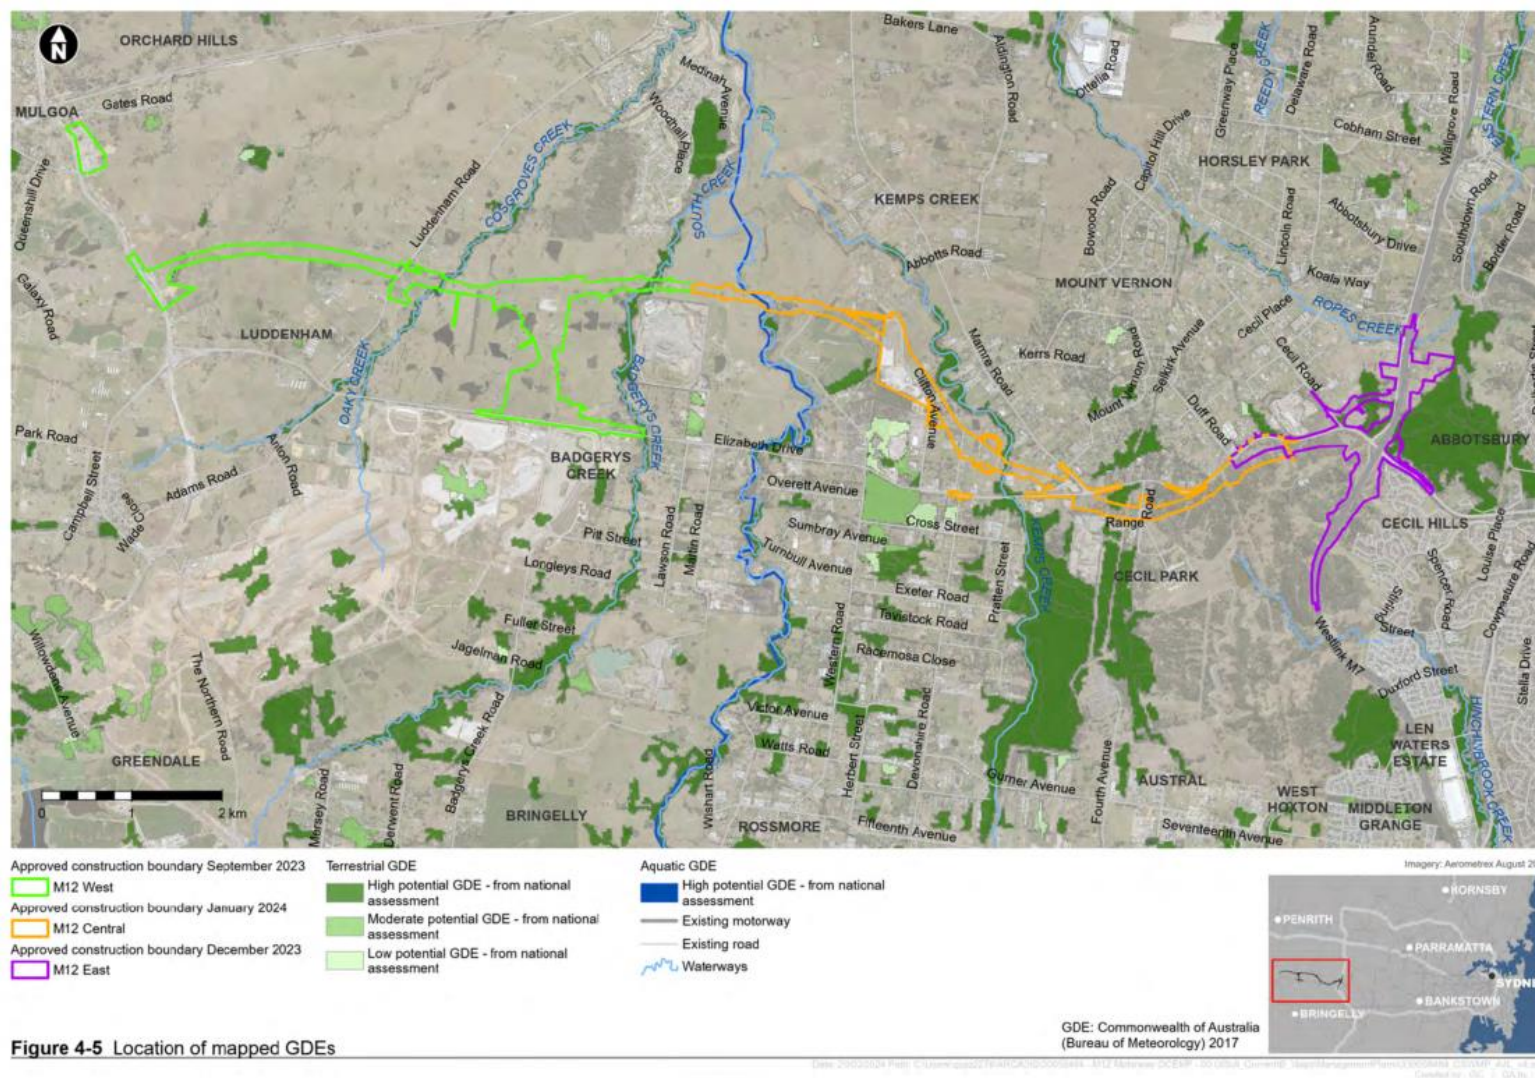 ORCHARD HILLS
Bakers Lane
Aldington Road
Ottelia Road
Greenway Place
REEDY CREEK
Delaware Road
Arundel Road
Wallgrove Road
EASTERN CREEK
N
Medinah Avenue
MULGOA
Gates Road
Woodhall Place
Capitol Hill Drive
Cobham Street
HORSLEY PARK
Queenshill Drive
Luddenham Road
COSGROVES CREEK
SOUTH CREEK
KEMPS CREEK
Bowood Road
Lincoln Road
Abbotsbury Drive
Southdown Road
Border Road
Abbotts Road
Koala Way
Galaxy Road
MOUNT VERNON
ROPES CREEK
LUDDENHAM
Cecil Place
Cecil Road
Mamre Road
Kerrs Road
Mount Vernon Road
Selkirk Avenue
OAKY CREEK
BADGERYS CREEK
Clifton Avenue
Duff Road
Park Road
Anton Road
Elizabeth Drive
ABBOTSBURY
Campbell Street
Adams Road
BADGERYS
CREEK
Overett Avenue
Wade Close
Cross Street
Range Road
CECIL HILLS
Pitt Street
Lawson Road
Martin Road
Sumbray Avenue
Turnbull Avenue
Longleys Road
Pratten Street
KEMPS CREEK
CECIL PARK
Louise Place
Spencer Road
Cowpasture Road
Exeter Road
Stirling Street
Fuller Street
Tavistock Road
Westlink M7
Willowdene Avenue
The Northern Road
Jagelman Road
Western Road
Racemosa Close
Duxford Street
Stella Drive
Victor Avenue
LEN
WATERS
ESTATE
HINCHINBROOK CREEK
Watts Road
Herbert Street
Devonshire Road
GREENDALE
Badgerys Creek Road
Wishart Road
Gurner Avenue
Fourth Avenue
AUSTRAL
WEST
HOXTON
MIDDLETON
GRANGE
0 1 2 km
Mersey Road
Derwent Road
BRINGELLY
ROSSMORE
Fifteenth Avenue
Seventeenth Avenue
Approved construction boundary September 2023
M12 West
Approved construction boundary January 2024
M12 Central
Approved construction boundary December 2023
M12 East
Terrestrial GDE
High potential GDE - from national
assessment
Moderate potential GDE - from national
assessment
Low potential GDE - from national
assessment
Aquatic GDE
High potential GDE - from national
assessment
Existing motorway
Existing road
Waterways
Imagery: Aerometrex August
HORNSBY
PENRITH
PARRAMATTA
SYDNE
BANKSTOWN
BRINGELLY
GDE: Commonwealth of Australia
(Bureau of Meteorology) 2017
Figure 4-5 Location of mapped GDEs